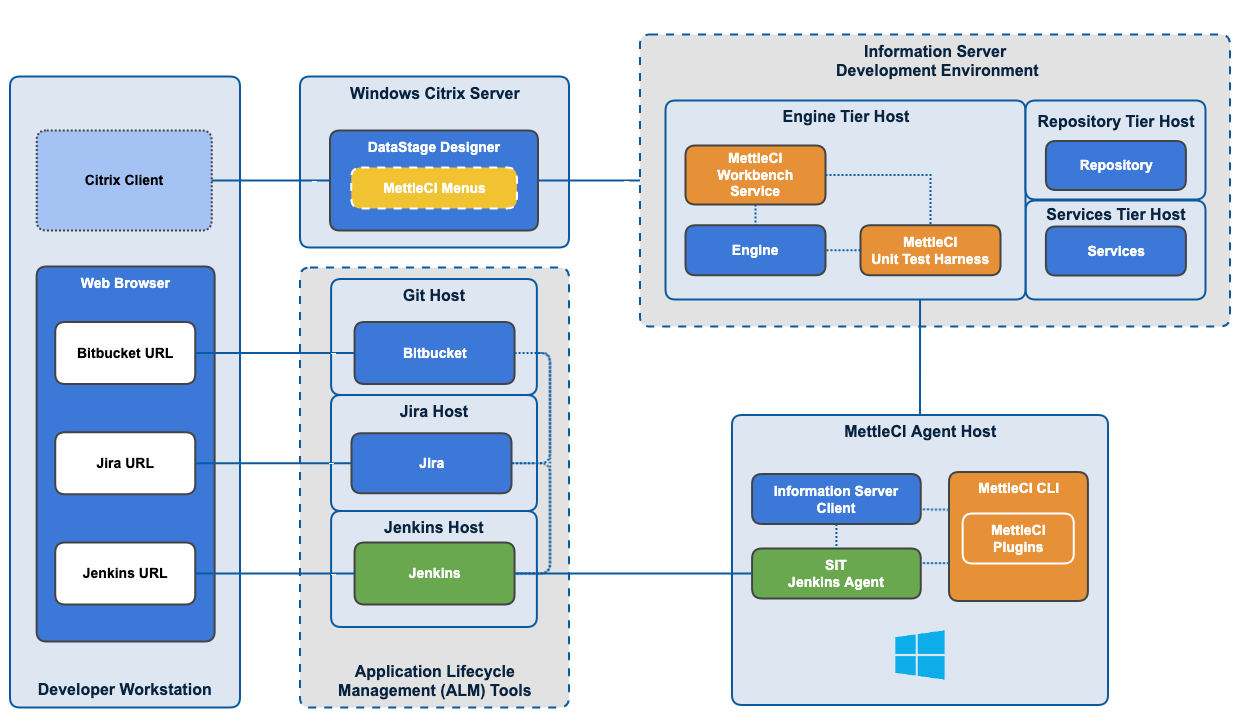 Citrix Client
Web Browser
Bitbucket URL
Jira URL
Jenkins URL
Developer Workstation
Windows Citrix Server
DataStage Designer
MettleCI Menus
Git Host
Bitbucket
Jira Host
Jira
Jenkins Host
Jenkins
Application Lifecycle
Management (ALM) Tools
Information Server
Development Environment
Engine Tier Host
MettleCI
Workbench
Service
Engine
MettleCI
Unit Test Harness
Repository Tier Host
Repository
Services Tier Host
Services
MettleCI Agent Host
Information Server
Client
SIT
Jenkins Agent
MettleCI CLI
MettleCI
Plugins